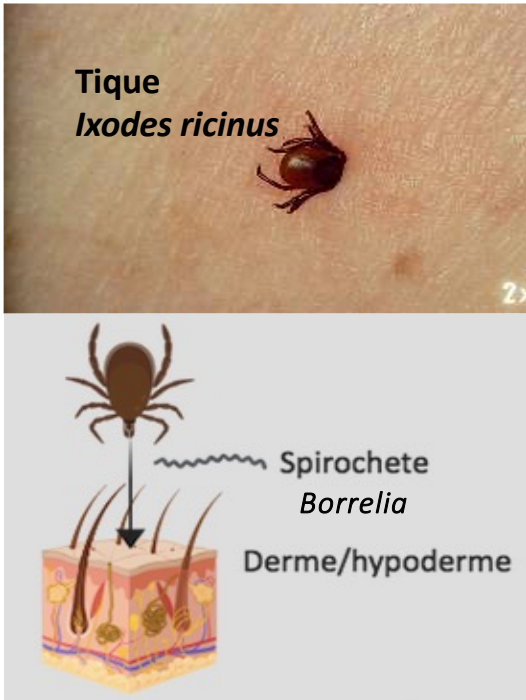 Tique
Ixodes ricinus
2x
Spirochete
Borrelia
Derme/hypoderme